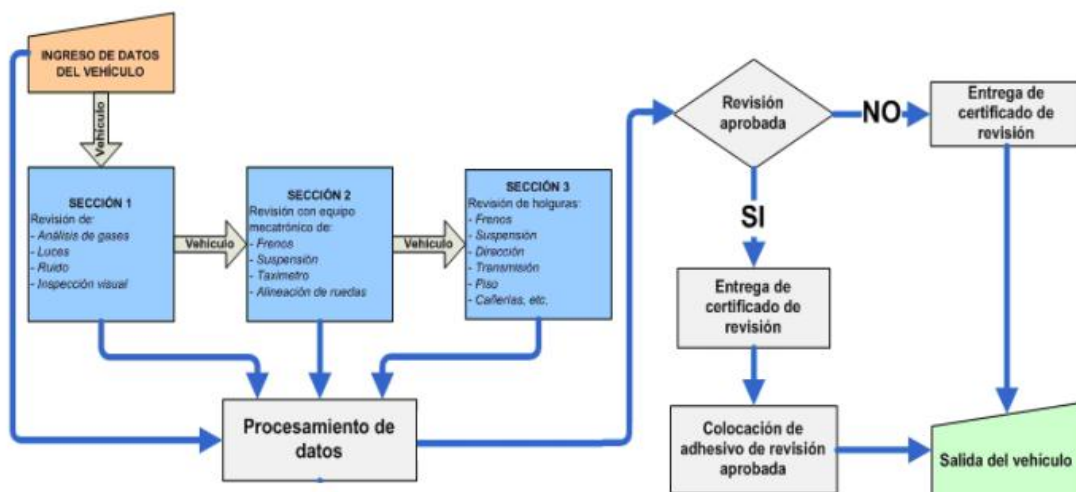 INGRESO DE DATOS
DEL VEHÍCULO
Vehículo
SECCIÓN 1
Revisión de:
- Análisis de gases
- Luces
- Ruido
- Inspección visual
Vehículo
SECCIÓN 2
Revisión con equipo
mecatrónico de:
- Frenos
- Suspensión
- Taxímetro
- Alineación de ruedas
Vehículo
SECCIÓN 3
Revisión de holguras:
- Frenos
- Suspensión
- Dirección
- Transmisión
- Piso
- Cañerías, etc.
Procesamiento de
datos
Revisión
aprobada
NO
Entrega de
certificado de
revisión
SI
Entrega de
certificado de
revisión
Colocación de
adhesivo de revisión
aprobada
Salida del vehículo